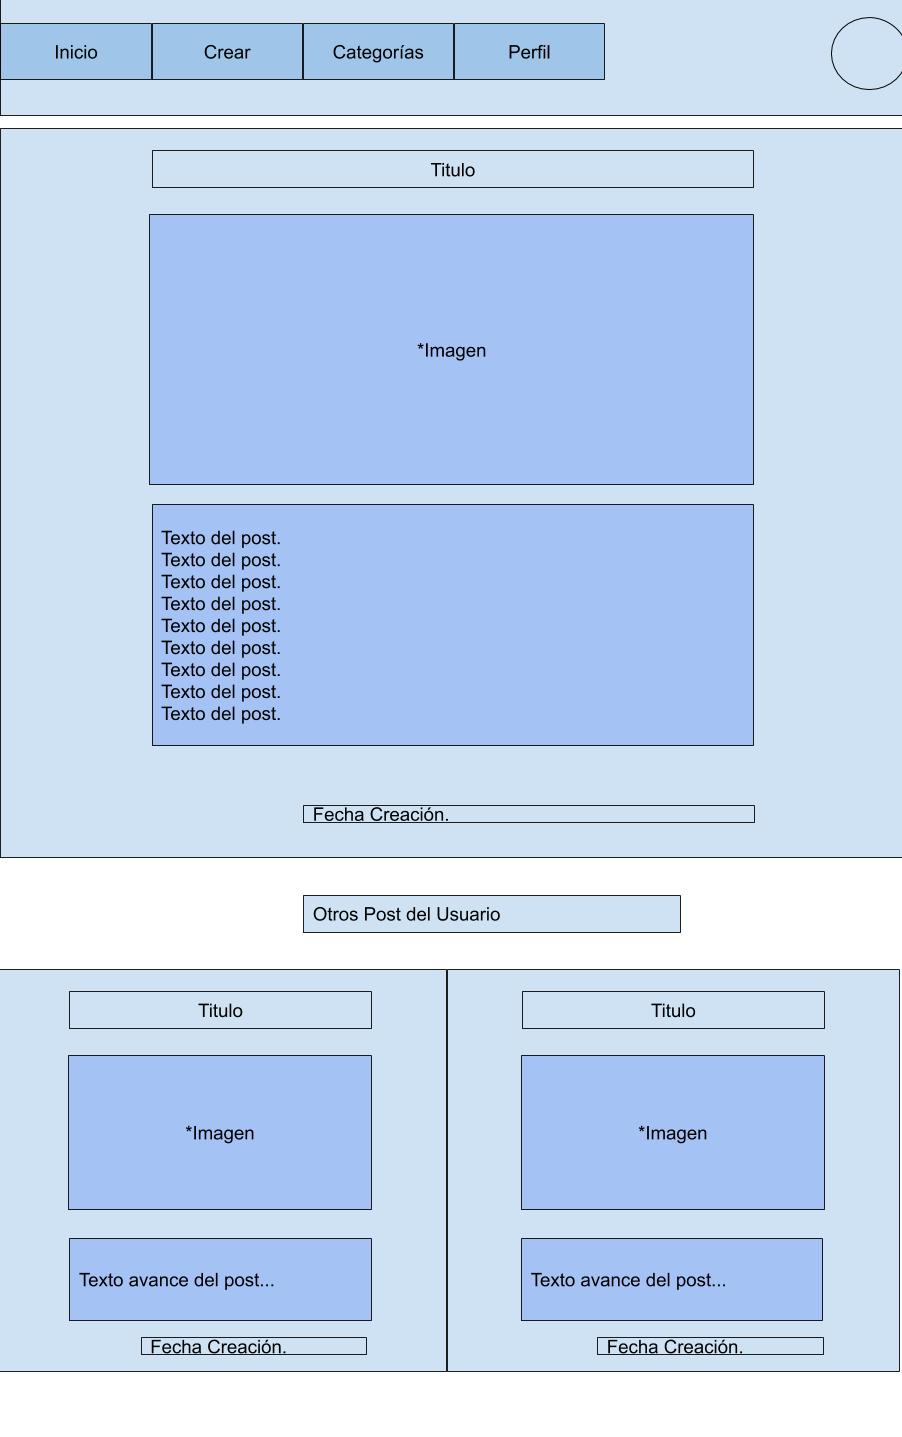 Inicio
Crear
Categorías
Perfil
Titulo
*Imagen
Texto del post.
Texto del post.
Texto del post.
Texto del post.
Texto del post.
Texto del post.
Texto del post.
Texto del post.
Texto del post.
Fecha Creación.
Otros Post del Usuario
Titulo
*Imagen
Texto avance del post...
Fecha Creación.
Titulo
*Imagen
Texto avance del post...
Fecha Creación.